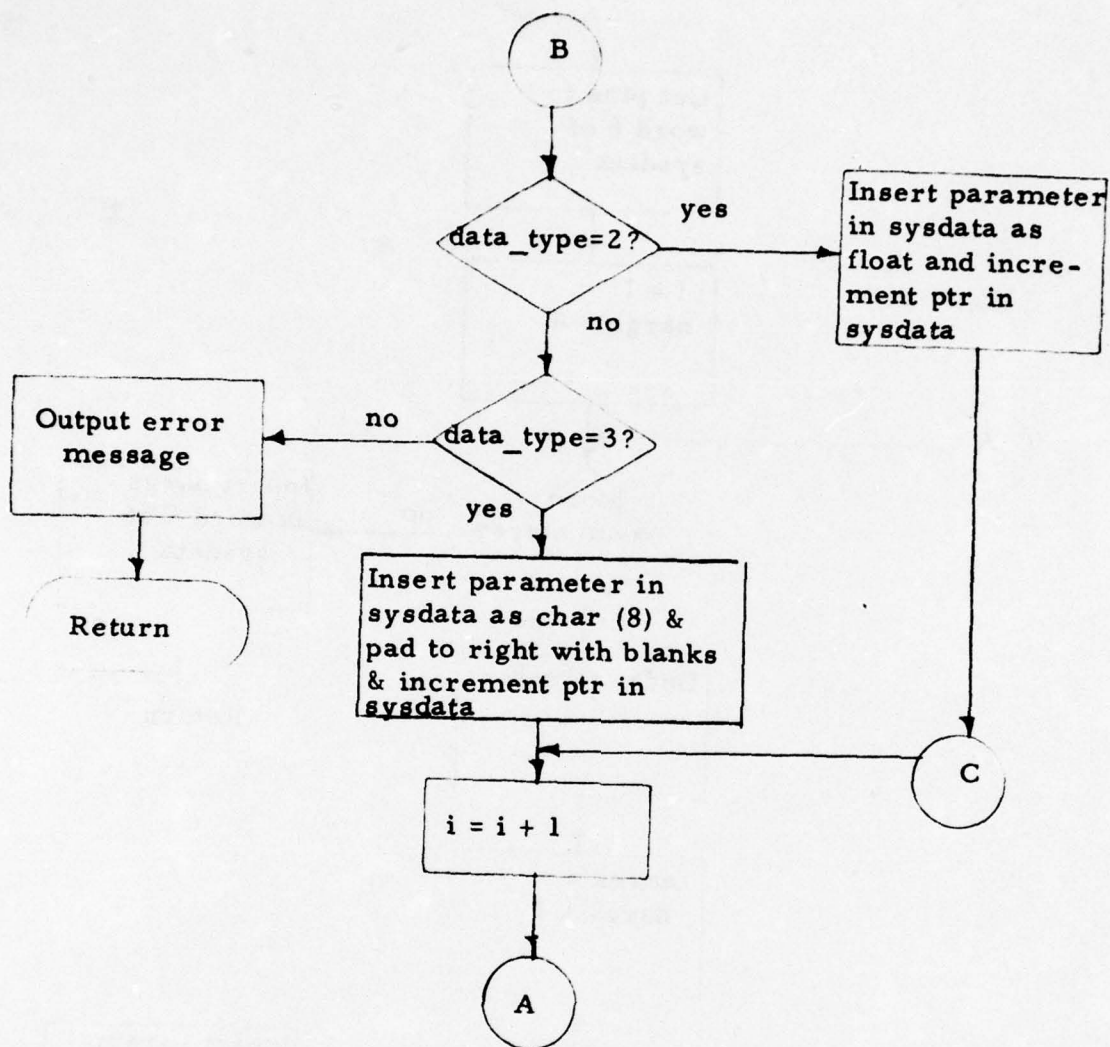 B
data_type=2?
yes
Insert parameter
in sysdata as
float and incre-
ment ptr in
sysdata
no
data_type=3?
no
Output error
message
Return
yes
Insert parameter in
sysdata as char (8) &
pad to right with blanks
& increment ptr in
sysdata
C
i = i + 1
A